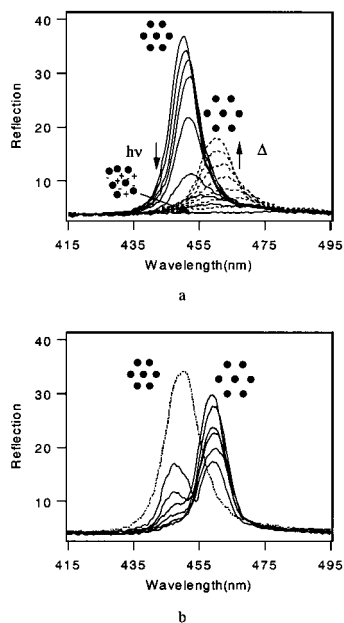 40
30
20
10
Reflection
hν
Δ
+ + + +
415 435 455 475 495
Wavelength(nm)
a
40
30
20
10
Reflection
415 435 455 475 495
Wavelength(nm)
b